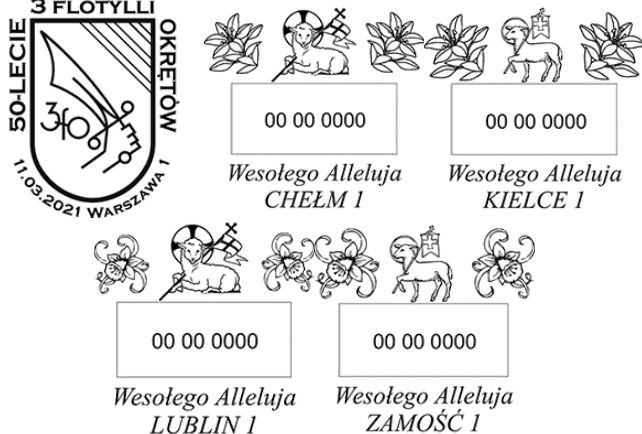 3 FLOTYLLI
50-LECIE
OKRĘTÓW
3fo
11.03.2021 WARSZAWA 1
00 00 0000
Wesołego Alleluja
CHEŁM 1
00 00 0000
Wesołego Alleluja
KIELCE 1
00 00 0000
Wesołego Alleluja
LUBLIN 1
00 00 0000
Wesołego Alleluja
ZAMOŚĆ 1